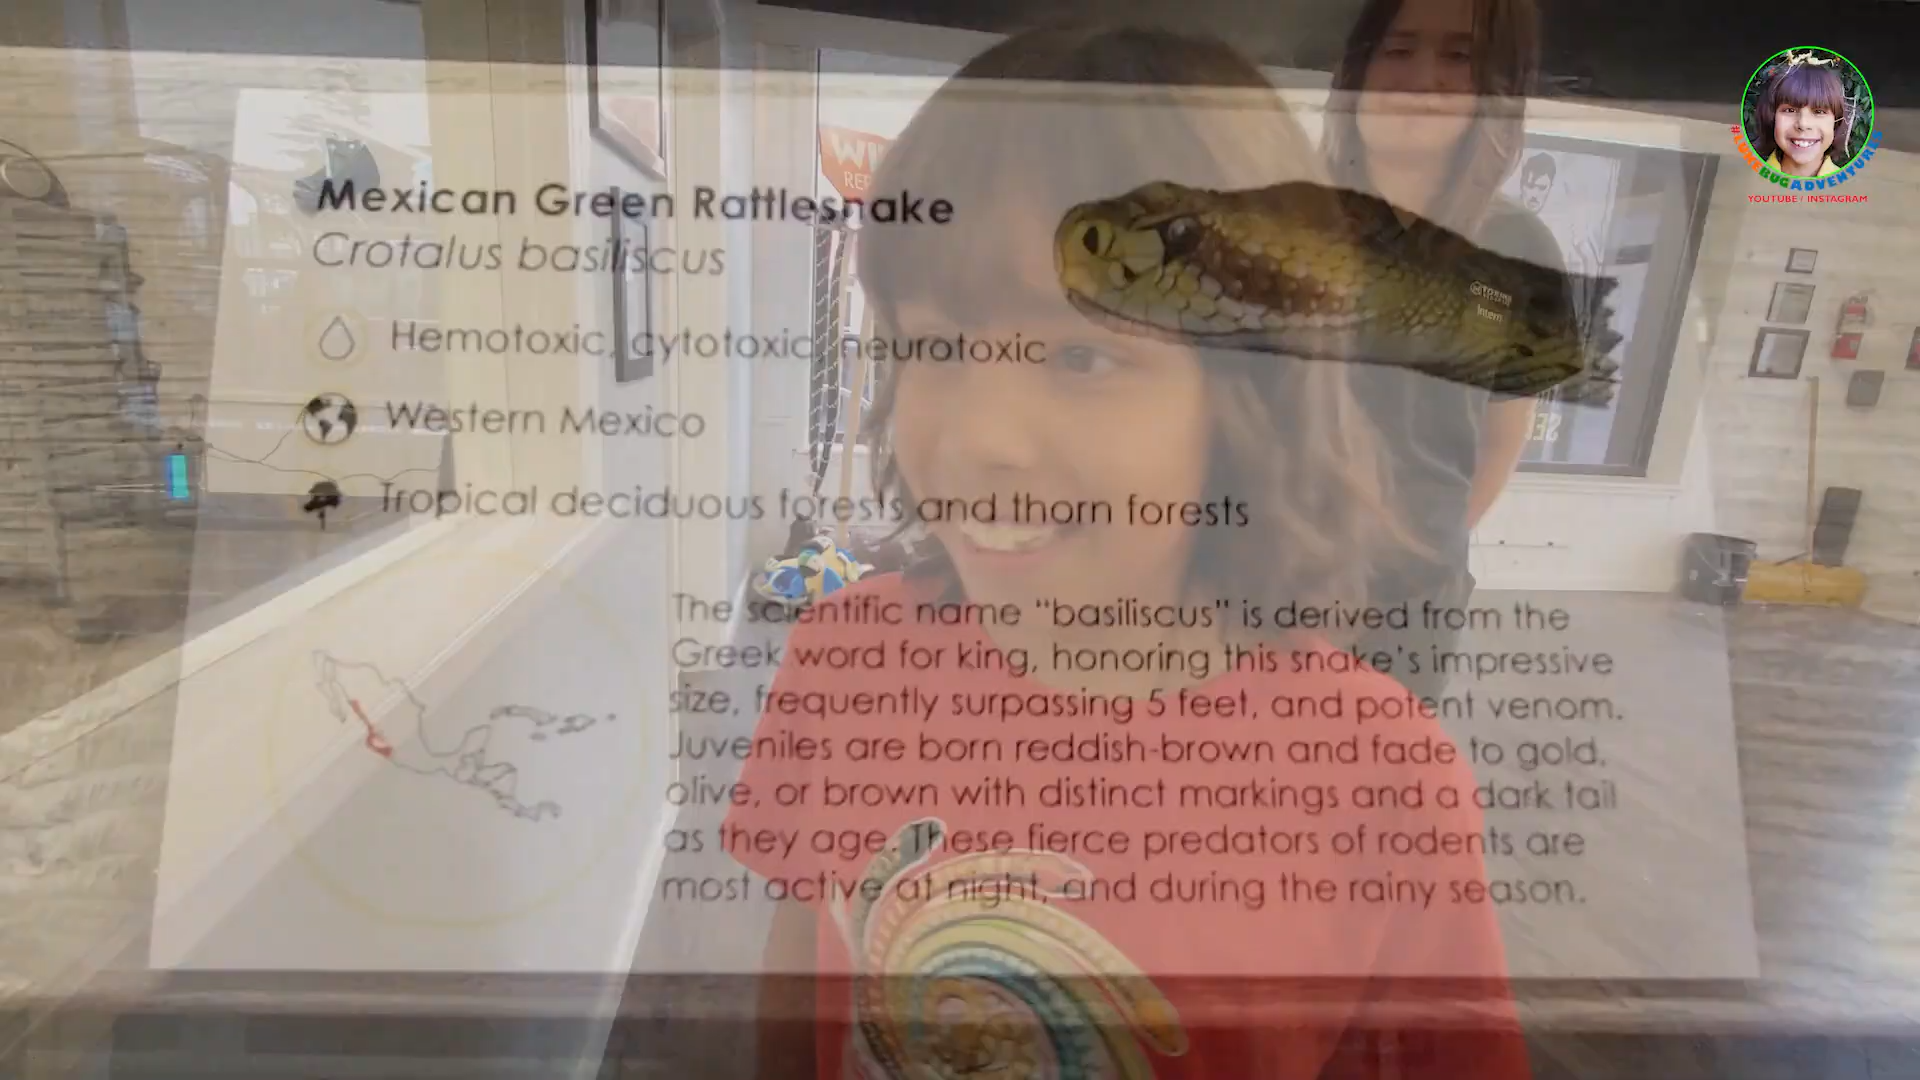 Mexican Green Rattlesnake
Crotalus basiliscus
Hemotoxic, cytotoxic, neurotoxic
Western Mexico
Tropical deciduous forests and thorn forests
The scientific name "basiliscus" is derived from the
Greek word for king, honoring this snake's impressive
size, frequently surpassing 5 feet, and potent venom.
Juveniles are born reddish-brown and fade to gold,
olive, or brown with distinct markings and a dark tail
as they age. These fierce predators of rodents are
most active at night, and during the rainy season.
#LUKEBUGADVENTURES
YOUTUBE / INSTAGRAM
Intern